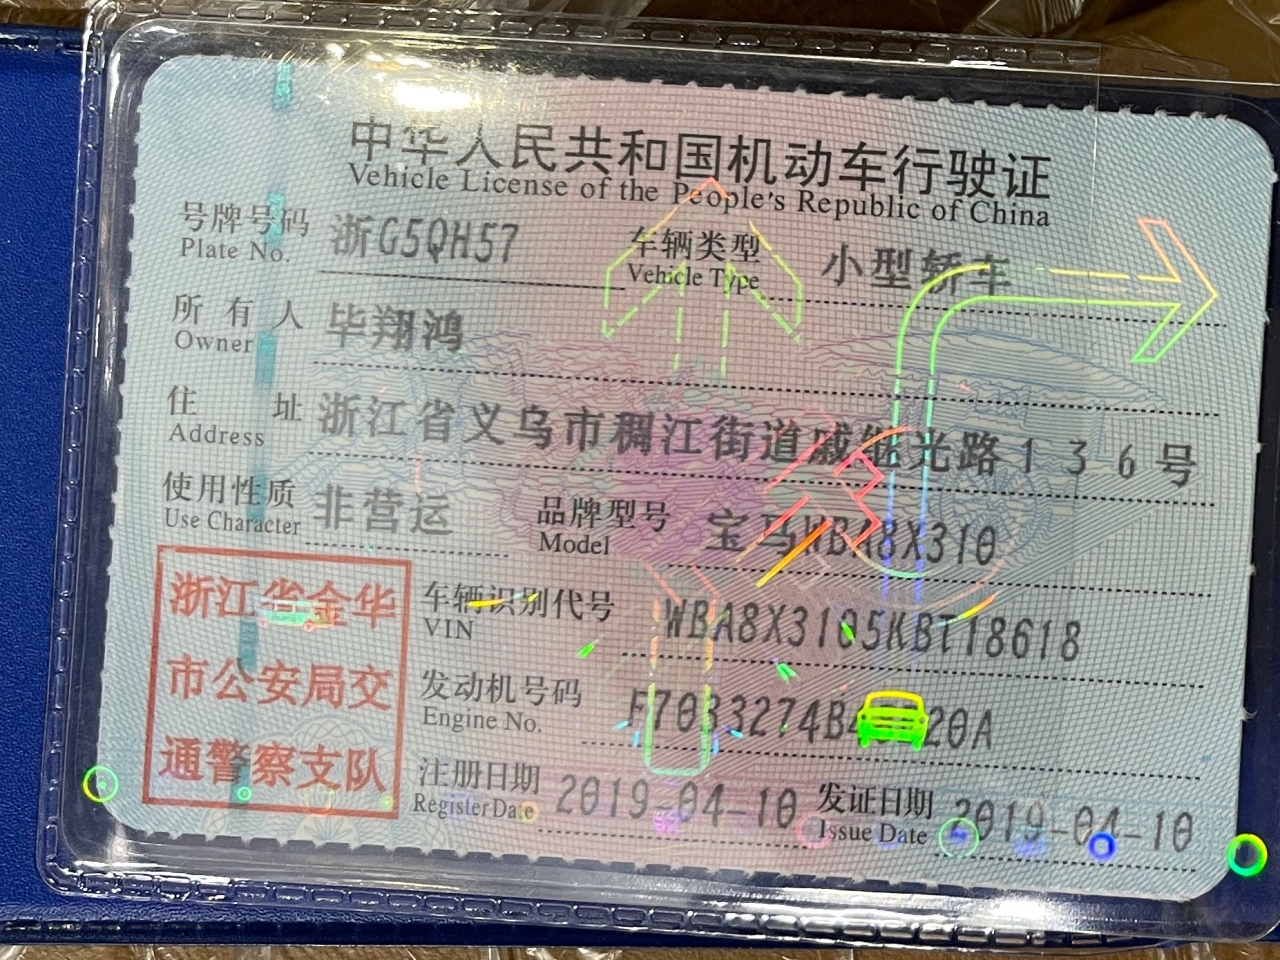 中华人民共和国机动车行驶证
Vehicle License of the People's Republic of China
号牌号码 浙G5QH57 车辆类型 小型轿车
Plate No. Vehicle Type
所有人 毕翔鸿
Owner
住址 浙江省义乌市稠江街道戚继光路136号
Address
使用性质 非营运 品牌型号 宝马WBA8X310
Use Character Model
浙江省金华
市公安局交
通警察支队
车辆识别代号 WBA8X3105KBT18618
VIN
发动机号码
Engine No.
注册日期 2019-04-10 发证日期 2019-04-10
Register Date Issue Date